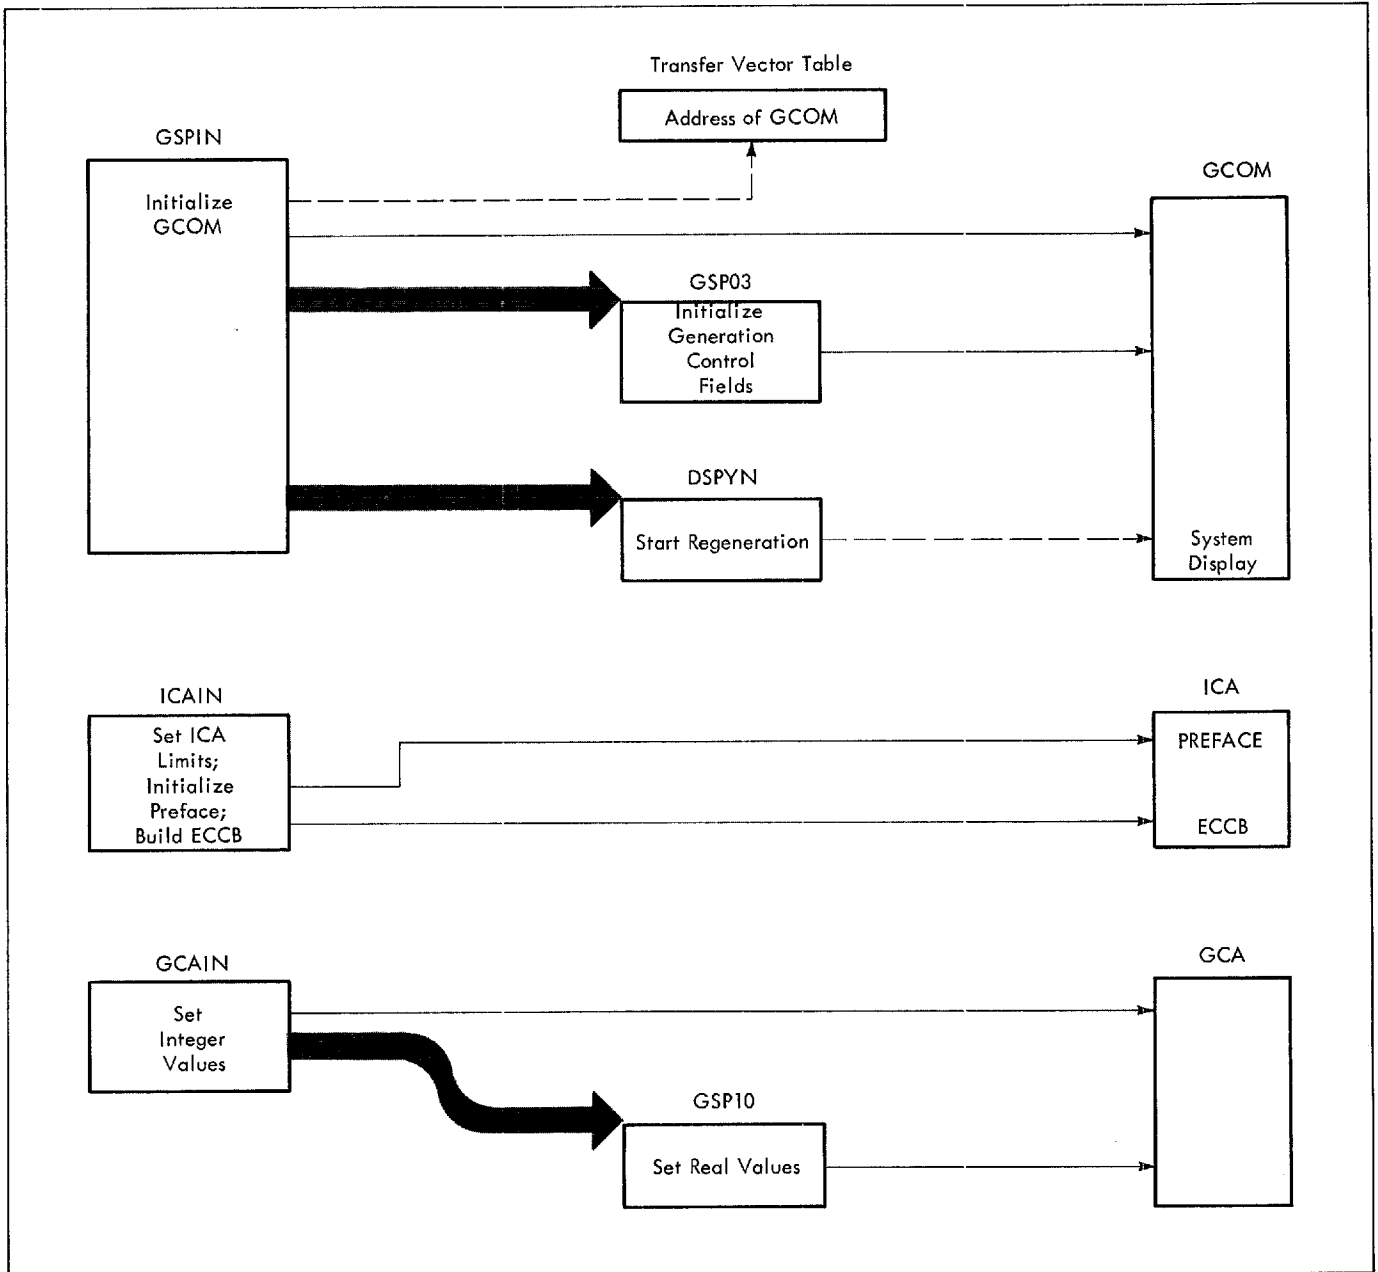 Transfer Vector Table
Address of GCOM
GSPIN
Initialize
GCOM
GCOM
GSP03
Initialize
Generation
Control
Fields
DSPYN
Start Regeneration
System
Display
ICAIN
Set ICA
Limits;
Initialize
Preface;
Build ECCB
ICA
PREFACE
ECCB
GCAIN
Set
Integer
Values
GCA
GSP10
Set Real Values